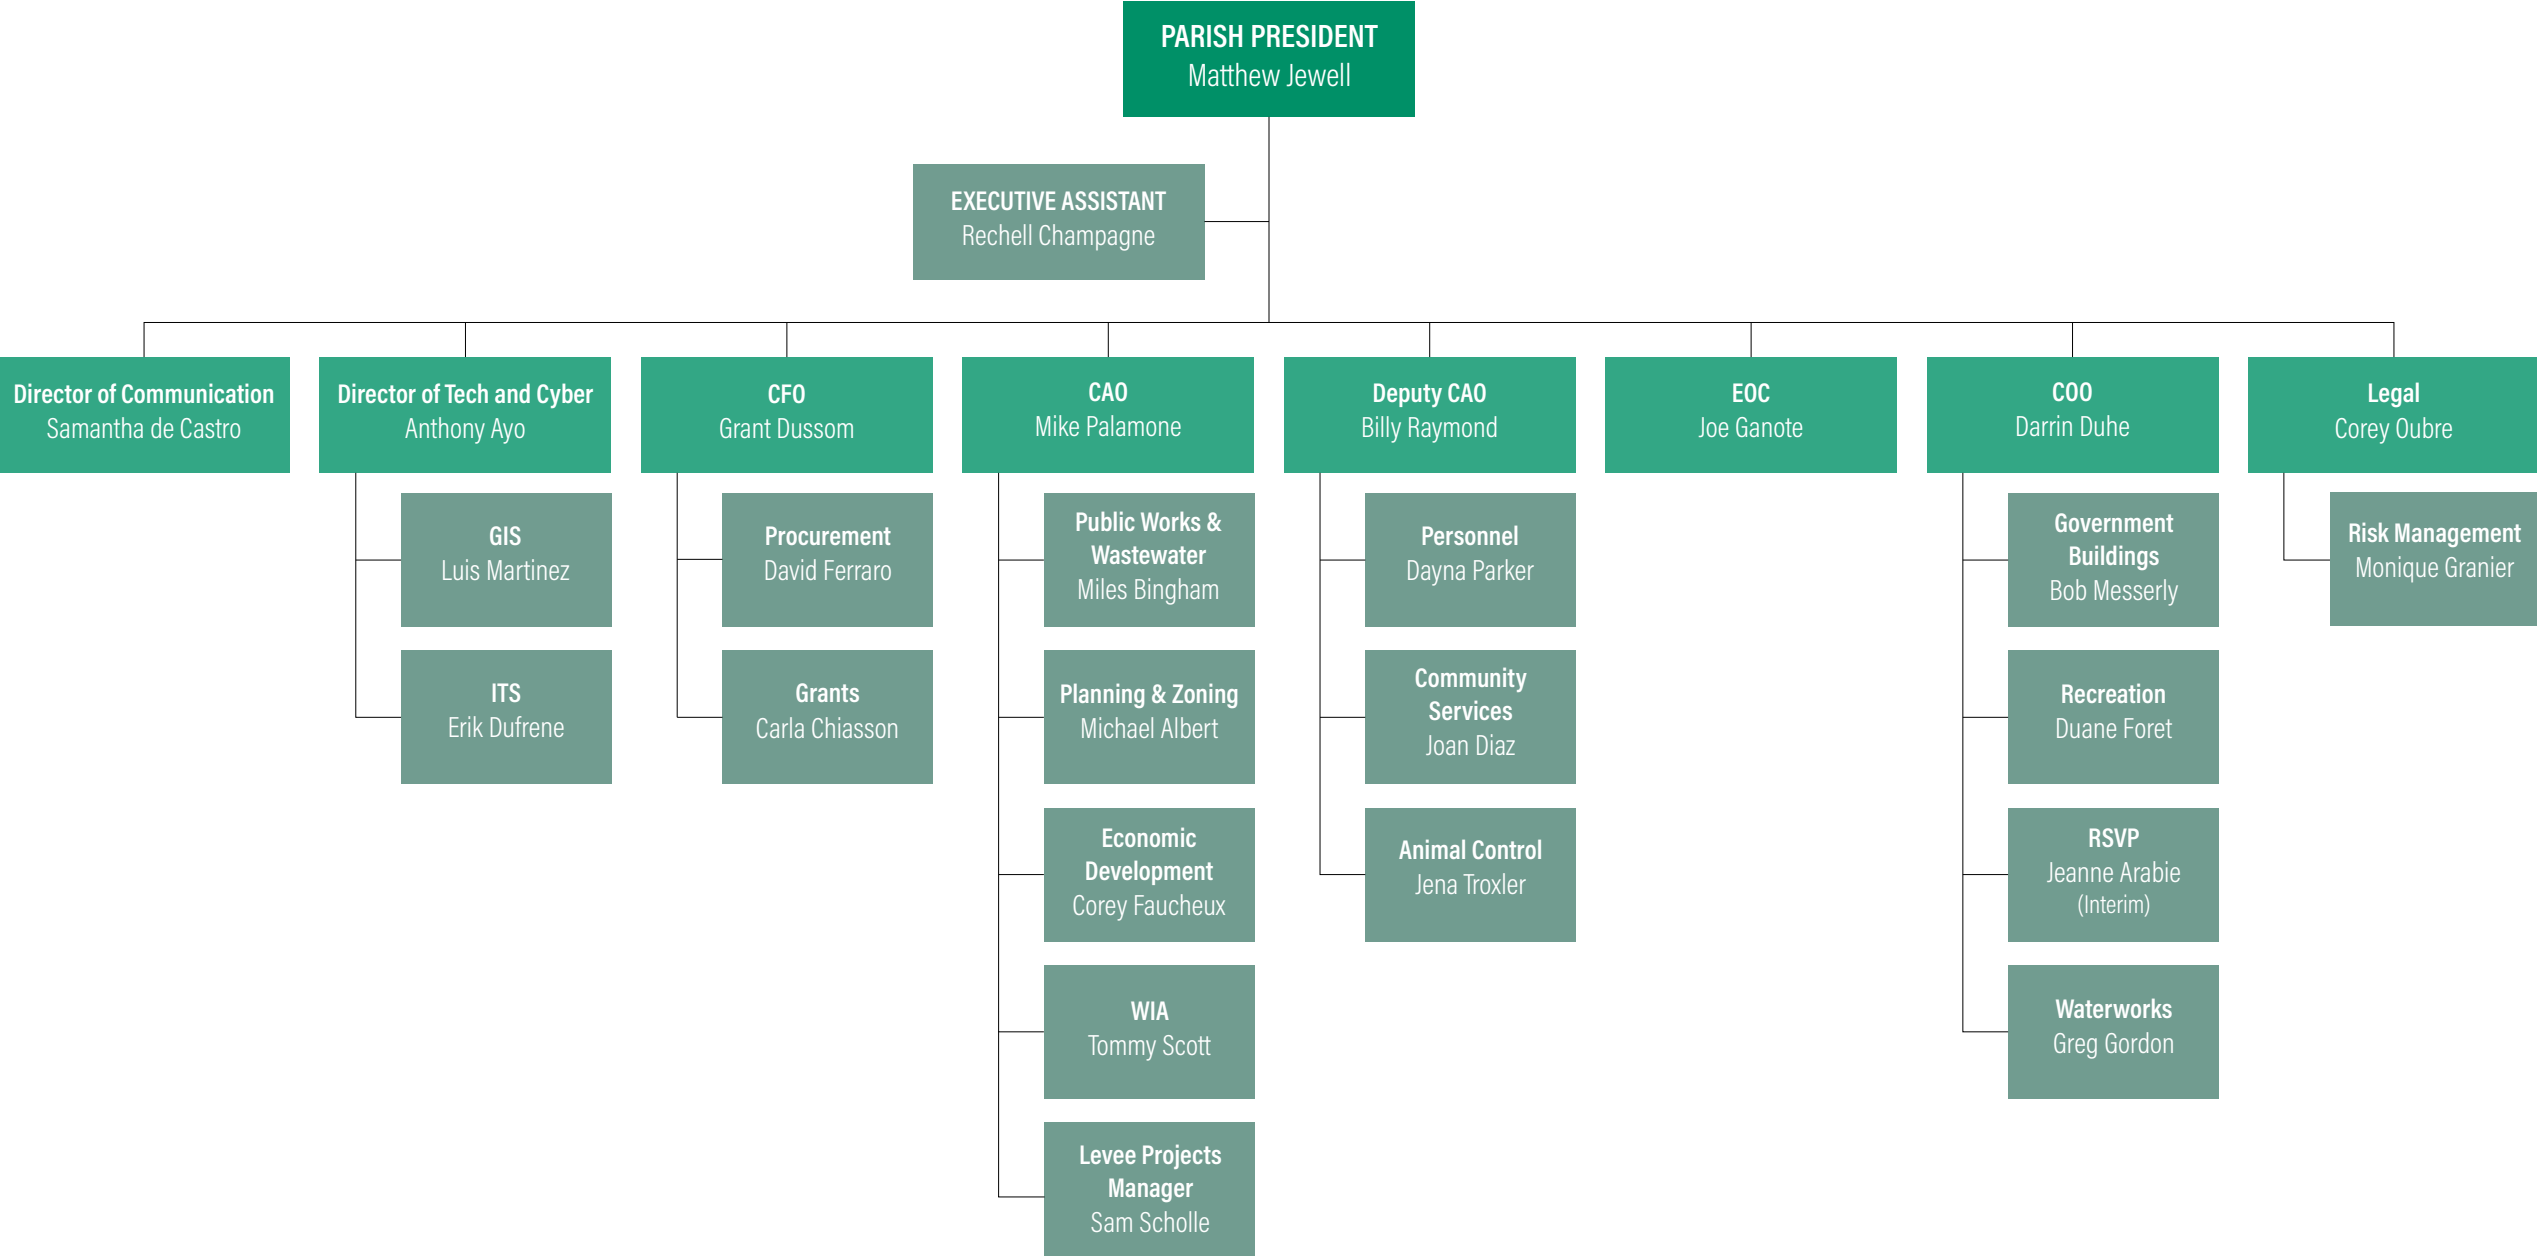 PARISH PRESIDENT
Matthew Jewell
EXECUTIVE ASSISTANT
Rechell Champagne
Director of Communication
Samantha de Castro
Director of Tech and Cyber
Anthony Ayo
GIS
Luis Martinez
ITS
Erik Dufrene
CFO
Grant Dussom
Procurement
David Ferraro
Grants
Carla Chiasson
CAO
Mike Palamone
Public Works &
Wastewater
Miles Bingham
Planning & Zoning
Michael Albert
Economic
Development
Corey Faucheux
WIA
Tommy Scott
Levee Projects
Manager
Sam Scholle
Deputy CAO
Billy Raymond
Personnel
Dayna Parker
Community
Services
Joan Diaz
Animal Control
Jena Troxler
EOC
Joe Ganote
COO
Darrin Duhe
Government
Buildings
Bob Messerly
Recreation
Duane Foret
RSVP
Jeanne Arabie
(Interim)
Waterworks
Greg Gordon
Legal
Corey Oubre
Risk Management
Monique Granier